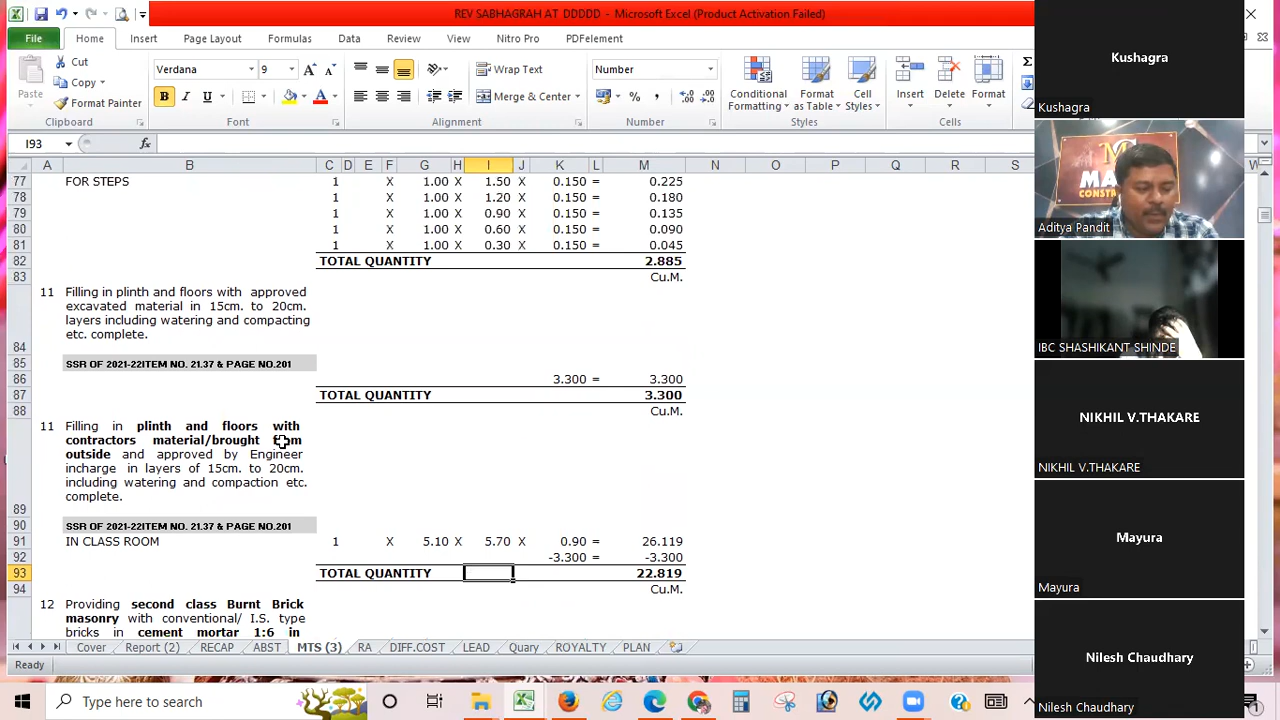 REV SABHAGRAH AT DDDDD - Microsoft Excel (Product Activation Failed)
File Home Insert Page Layout Formulas Data Review View Nitro Pro PDFelement
Cut
Copy
Format Painter
Paste
Clipboard
Verdana 9
B I U
Font
Wrap Text
Merge & Center
Alignment
Number
Number
Conditional Formatting
Format as Table
Cell Styles
Styles
Insert Delete Format
Cells
I93 fx
A B C D E F G H I J K L M N O P Q R S
77 FOR STEPS 1 X 1.00 X 1.50 X 0.150 = 0.225
78 1 X 1.00 X 1.20 X 0.150 = 0.180
79 1 X 1.00 X 0.90 X 0.150 = 0.135
80 1 X 1.00 X 0.60 X 0.150 = 0.090
81 1 X 1.00 X 0.30 X 0.150 = 0.045
82 TOTAL QUANTITY 2.885
83 Cu.M.
11 Filling in plinth and floors with approved
excavated material in 15cm. to 20cm.
layers including watering and compacting
84 etc. complete.
85 SSR OF 2021-22ITEM NO. 21.37 & PAGE NO.201
86 3.300 = 3.300
87 TOTAL QUANTITY 3.300
88 Cu.M.
11 Filling in plinth and floors with
contractors material/brought from
outside and approved by Engineer
incharge in layers of 15cm. to 20cm.
including watering and compaction etc.
89 complete.
90 SSR OF 2021-22ITEM NO. 21.37 & PAGE NO.201
91 IN CLASS ROOM 1 X 5.10 X 5.70 X 0.90 = 26.119
92 -3.300 = -3.300
93 TOTAL QUANTITY 22.819
94 Cu.M.
12 Providing second class Burnt Brick
masonry with conventional/ I.S. type
bricks in cement mortar 1:6 in
Cover Report (2) RECAP ABST MTS (3) RA DIFF.COST LEAD Quary ROYALTY PLAN
Ready
Type here to search
Kushagra
Kushagra
Aditya Pandit
IBC SHASHIKANT SHINDE
NIKHIL V.THAKARE
NIKHIL V.THAKARE
Mayura
Mayura
Nilesh Chaudhary
Nilesh Chaudhary